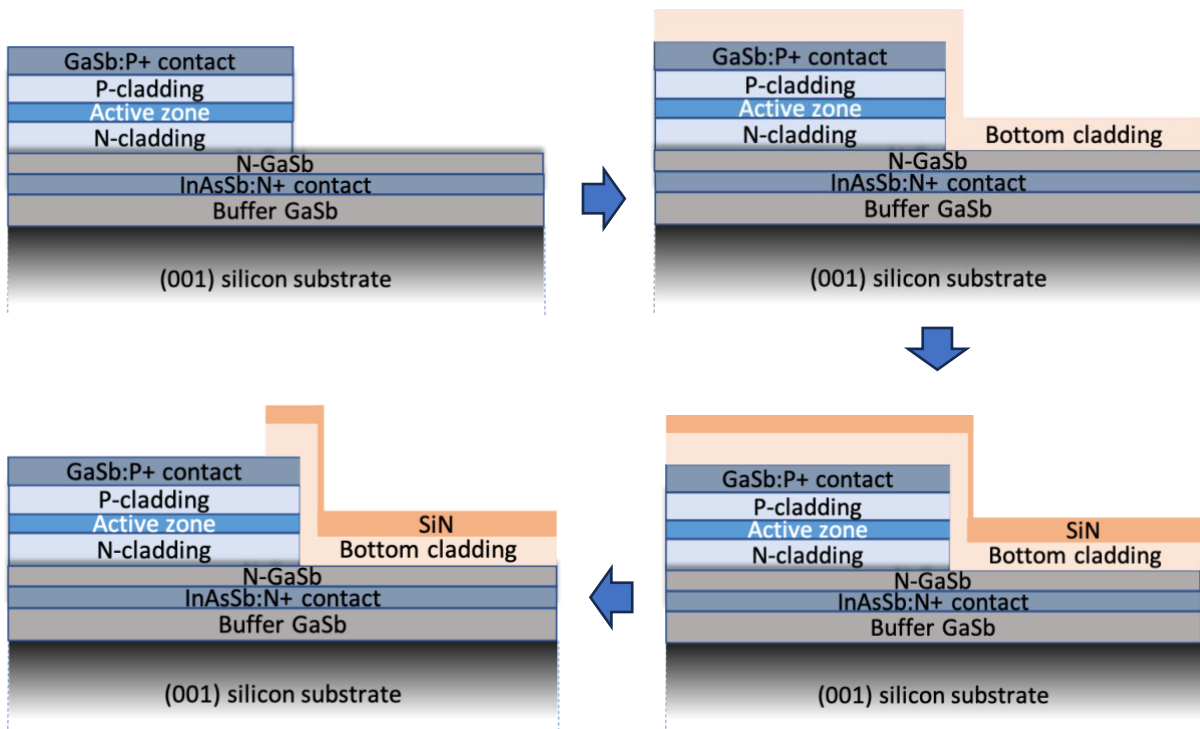 GaSb:P+ contact
P-cladding
Active zone
N-cladding
N-GaSb
InAsSb:N+ contact
Buffer GaSb
(001) silicon substrate
GaSb:P+ contact
P-cladding
Active zone
N-cladding
Bottom cladding
N-GaSb
InAsSb:N+ contact
Buffer GaSb
(001) silicon substrate
GaSb:P+ contact
P-cladding
Active zone
N-cladding
SiN
Bottom cladding
N-GaSb
InAsSb:N+ contact
Buffer GaSb
(001) silicon substrate
GaSb:P+ contact
P-cladding
Active zone
N-cladding
SiN
Bottom cladding
N-GaSb
InAsSb:N+ contact
Buffer GaSb
(001) silicon substrate